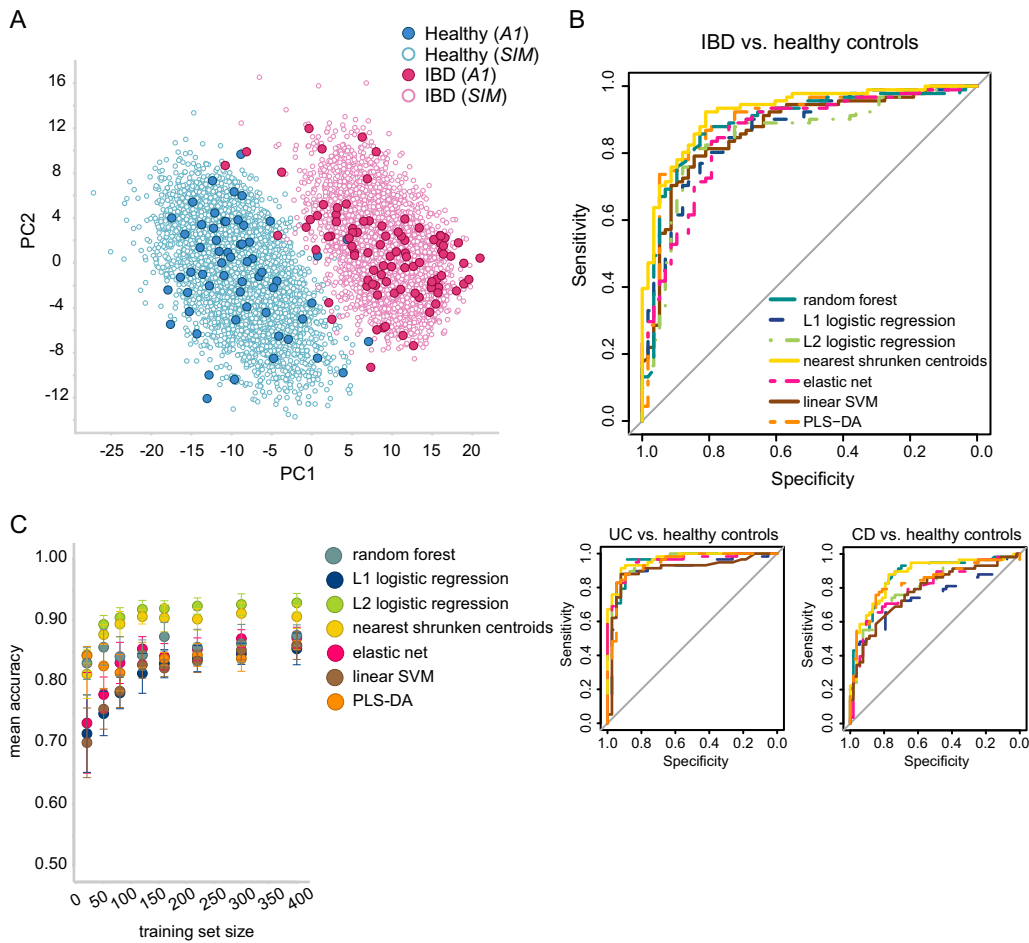 A
Healthy (A1)
Healthy (SIM)
IBD (A1)
IBD (SIM)
16
12
8
4
0
-4
-8
-12
PC2
-25 -20 -15 -10 -5 0 5 10 15 20
PC1
B
IBD vs. healthy controls
1.0
0.8
0.6
0.4
0.2
0.0
Sensitivity
random forest
L1 logistic regression
L2 logistic regression
nearest shrunken centroids
elastic net
linear SVM
PLS−DA
1.0 0.8 0.6 0.4 0.2 0.0
Specificity
C
1.00
0.90
0.80
0.70
0.60
0.50
mean accuracy
0 50 100 150 200 250 300 350 400
training set size
random forest
L1 logistic regression
L2 logistic regression
nearest shrunken centroids
elastic net
linear SVM
PLS-DA
UC vs. healthy controls
1.0
0.8
0.6
0.4
0.2
0.0
Sensitivity
1.0 0.8 0.6 0.4 0.2 0.0
Specificity
CD vs. healthy controls
1.0
0.8
0.6
0.4
0.2
0.0
Sensitivity
1.0 0.8 0.6 0.4 0.2 0.0
Specificity